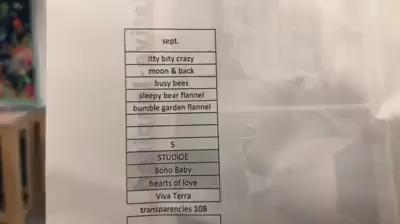 sept.
itty bity crazy
moon & back
busy bees
sleepy bear flannel
bumble garden flannel
5
STUDiOE
Boho Baby
hearts of love
Viva Terra
transparencies 108